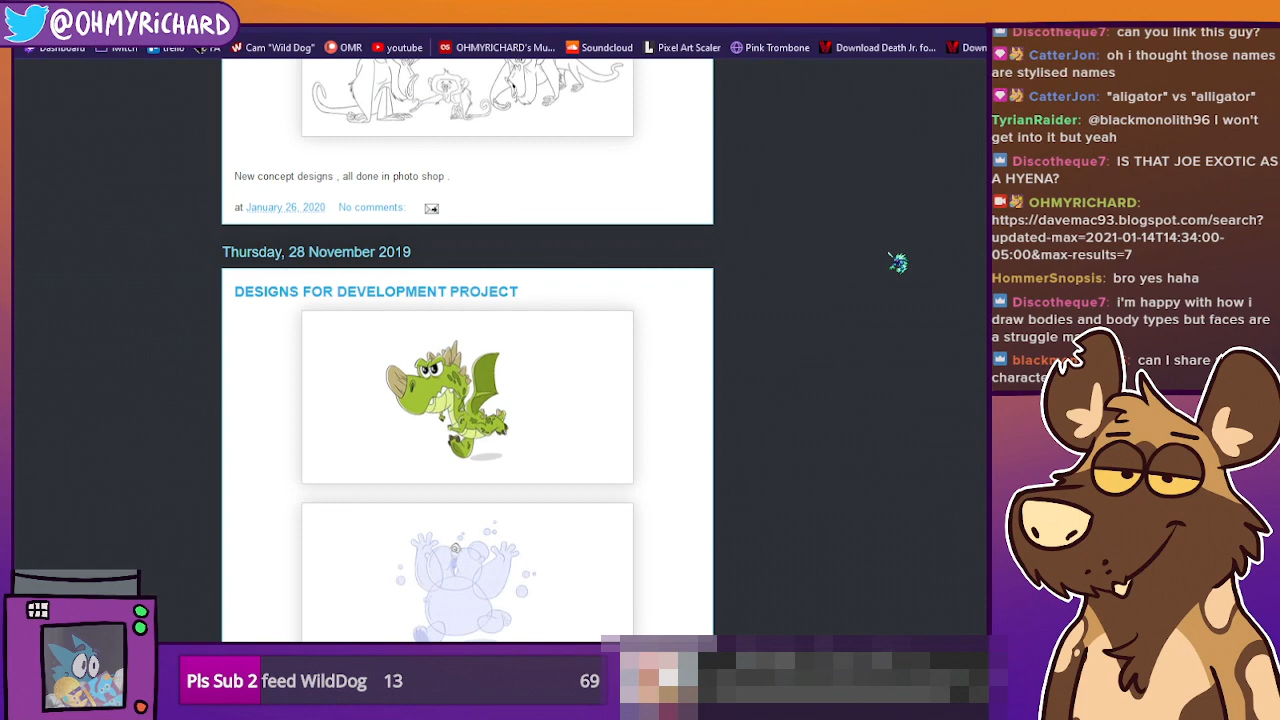 @OHMYRiCHARD
Dashboard Twitch trello FA Cam "Wild Dog" OMR youtube OHMYRICHARD's Mu... Soundcloud Pixel Art Scaler Pink Trombone Download Death Jr. fo... Down
New concept designs , all done in photo shop .
at January 26, 2020 No comments:
Thursday, 28 November 2019
DESIGNS FOR DEVELOPMENT PROJECT
Discotheque7: can you link this guy?
CatterJon: oh i thought those names
are stylised names
CatterJon: "aligator" vs "alligator"
TyrianRaider: @blackmonolith96 I won't
get into it but yeah
Discotheque7: IS THAT JOE EXOTIC AS
A HYENA?
OHMYRICHARD:
https://davemac93.blogspot.com/search?
updated-max=2021-01-14T14:34:00-
05:00&max-results=7
HommerSnopsis: bro yes haha
Discotheque7: i'm happy with how i
draw bodies and body types but faces are
a struggle
can I share
Pls Sub 2 feed WildDog 13 69